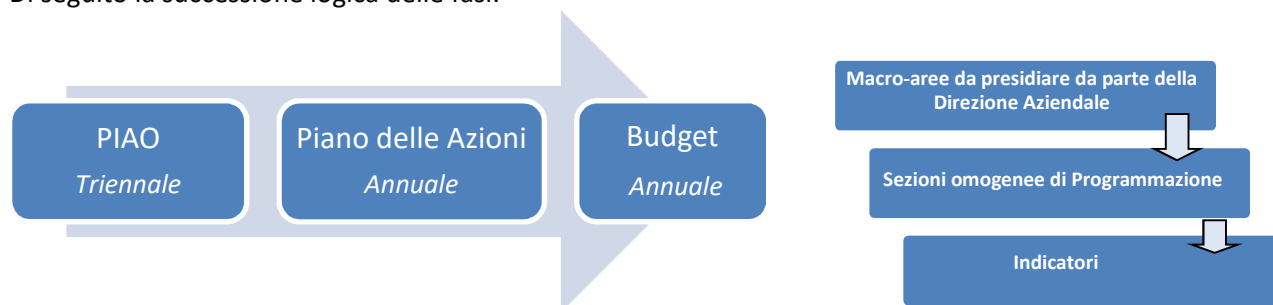 Di seguito la successione logica delle fasi:
PIAO
Triennale
Piano delle Azioni
Annuale
Budget
Annuale
Macro-aree da presidiare da parte della
Direzione Aziendale
Sezioni omogenee di Programmazione
Indicatori